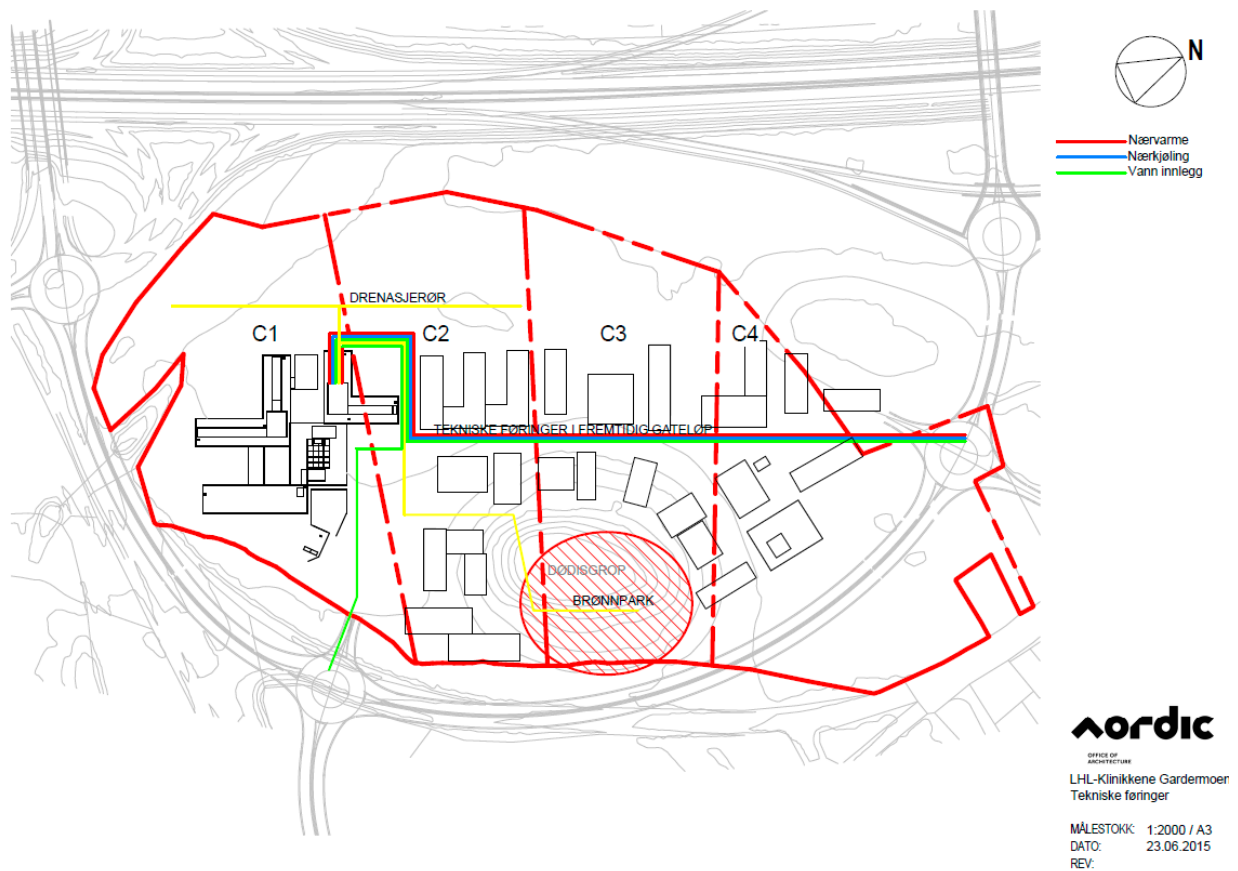 N
Nærvarme
Nærkjøling
Vann innlegg
DRENASJERØR
C1
C2
C3
C4
TEKNISKE FØRINGER I FREMTIDIG GATELØP
DØDISGROP
BRØNNPARK
nordic
OFFICE OF
ARCHITECTURE
LHL-Klinikkene Gardermoen
Tekniske føringer
MÅLESTOKK: 1:2000 / A3
DATO: 23.06.2015
REV: